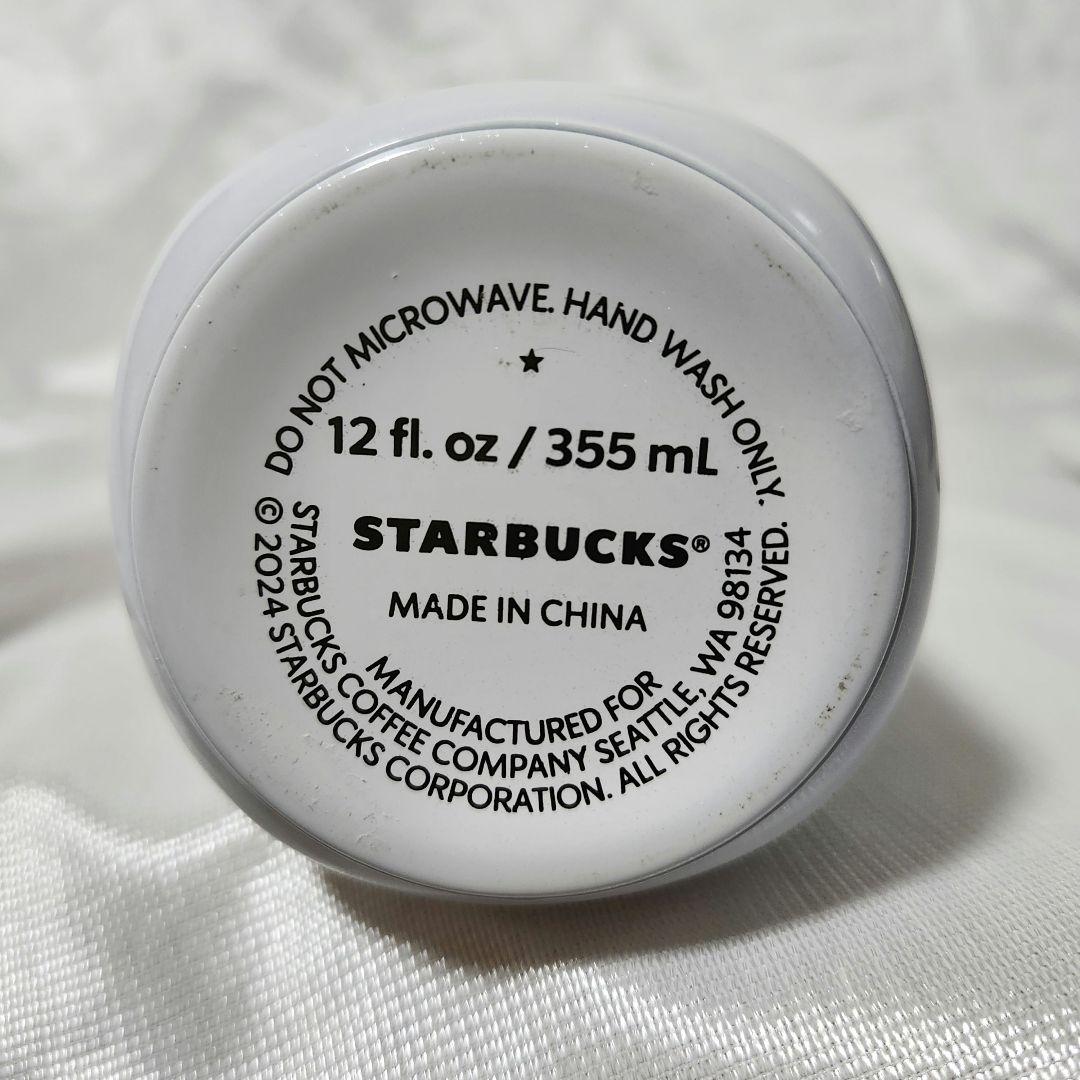 DO NOT MICROWAVE. HAND WASH ONLY.
★
12 fl. oz / 355 mL
STARBUCKS®
MADE IN CHINA
MANUFACTURED FOR
STARBUCKS COFFEE COMPANY SEATTLE, WA 98134
© 2024 STARBUCKS CORPORATION. ALL RIGHTS RESERVED.